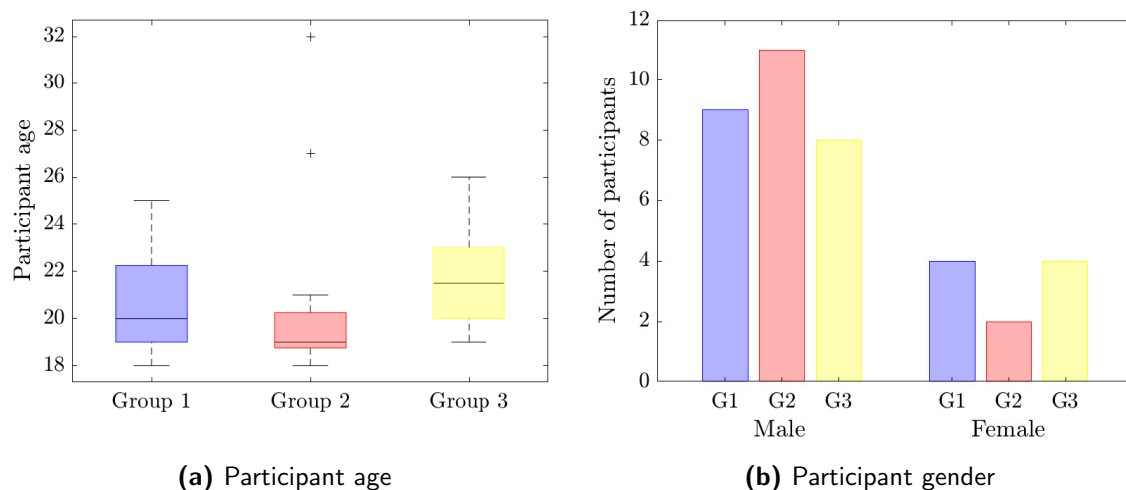 32
30
28
26
24
22
20
18
Participant age
Group 1 Group 2 Group 3
(a) Participant age
12
10
8
6
4
2
0
Number of participants
G1 G2 G3 G1 G2 G3
Male Female
(b) Participant gender